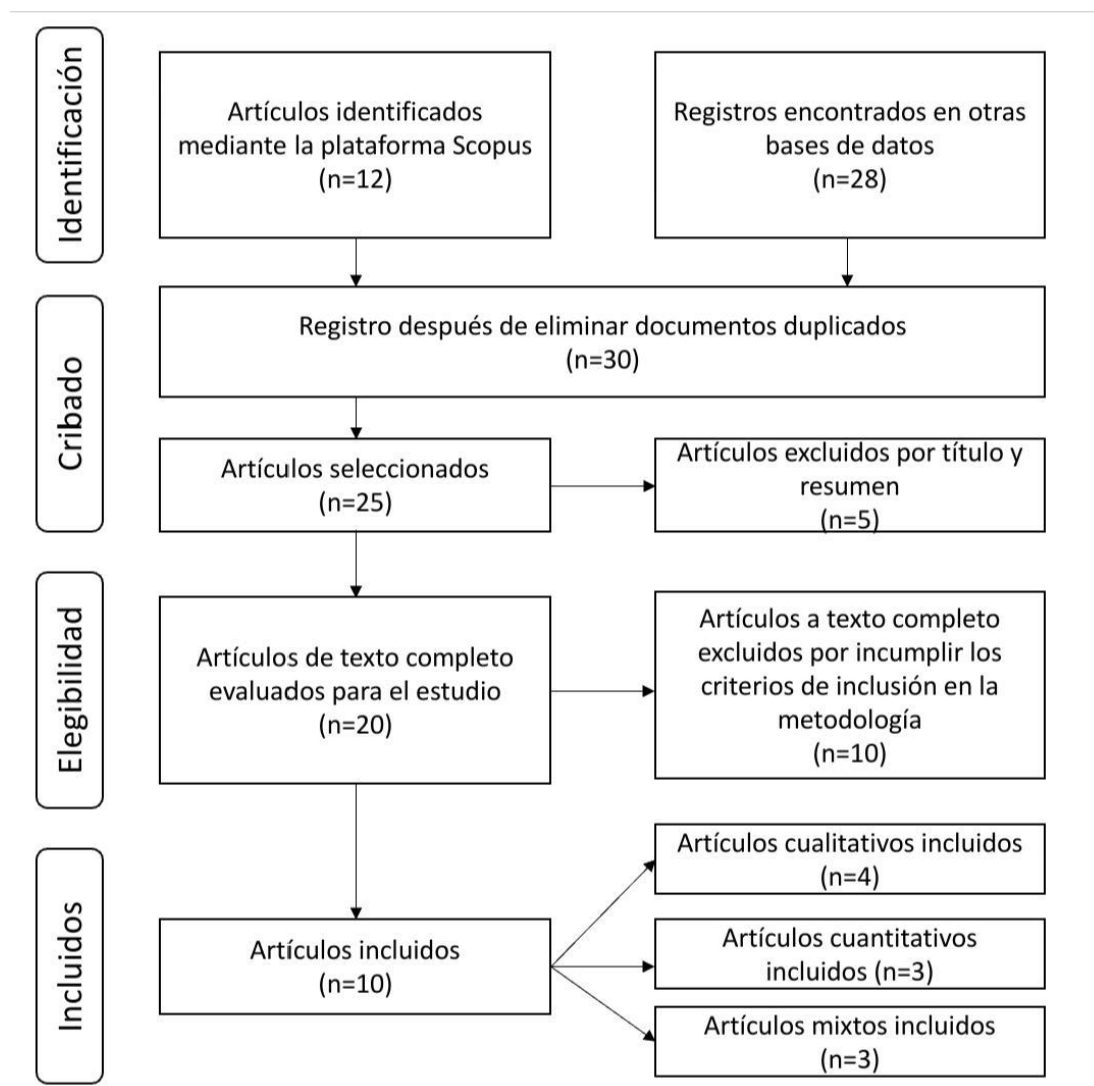 Identificación
Artículos identificados
mediante la plataforma Scopus
(n=12)
Registros encontrados en otras
bases de datos
(n=28)
Cribado
Registro después de eliminar documentos duplicados
(n=30)
Artículos seleccionados
(n=25)
Artículos excluidos por título y
resumen
(n=5)
Elegibilidad
Artículos de texto completo
evaluados para el estudio
(n=20)
Artículos a texto completo
excluidos por incumplir los
criterios de inclusión en la
metodología
(n=10)
Incluidos
Artículos incluidos
(n=10)
Artículos cualitativos incluidos
(n=4)
Artículos cuantitativos
incluidos (n=3)
Artículos mixtos incluidos
(n=3)